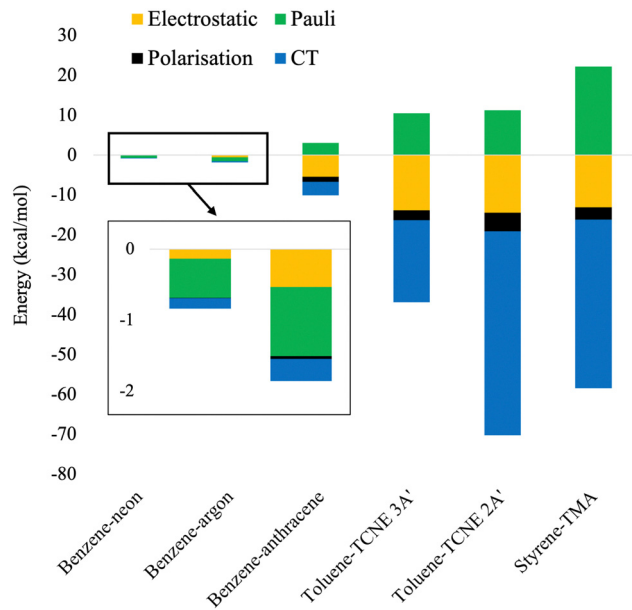 Electrostatic Pauli
Polarisation CT
30
20
10
0
-10
-20
-30
-40
-50
-60
-70
-80
Energy (kcal/mol)
0
-1
-2
Benzene-neon
Benzene-argon
Benzene-anthracene
Toluene-TCNE 3A'
Toluene-TCNE 2A'
Styrene-TMA